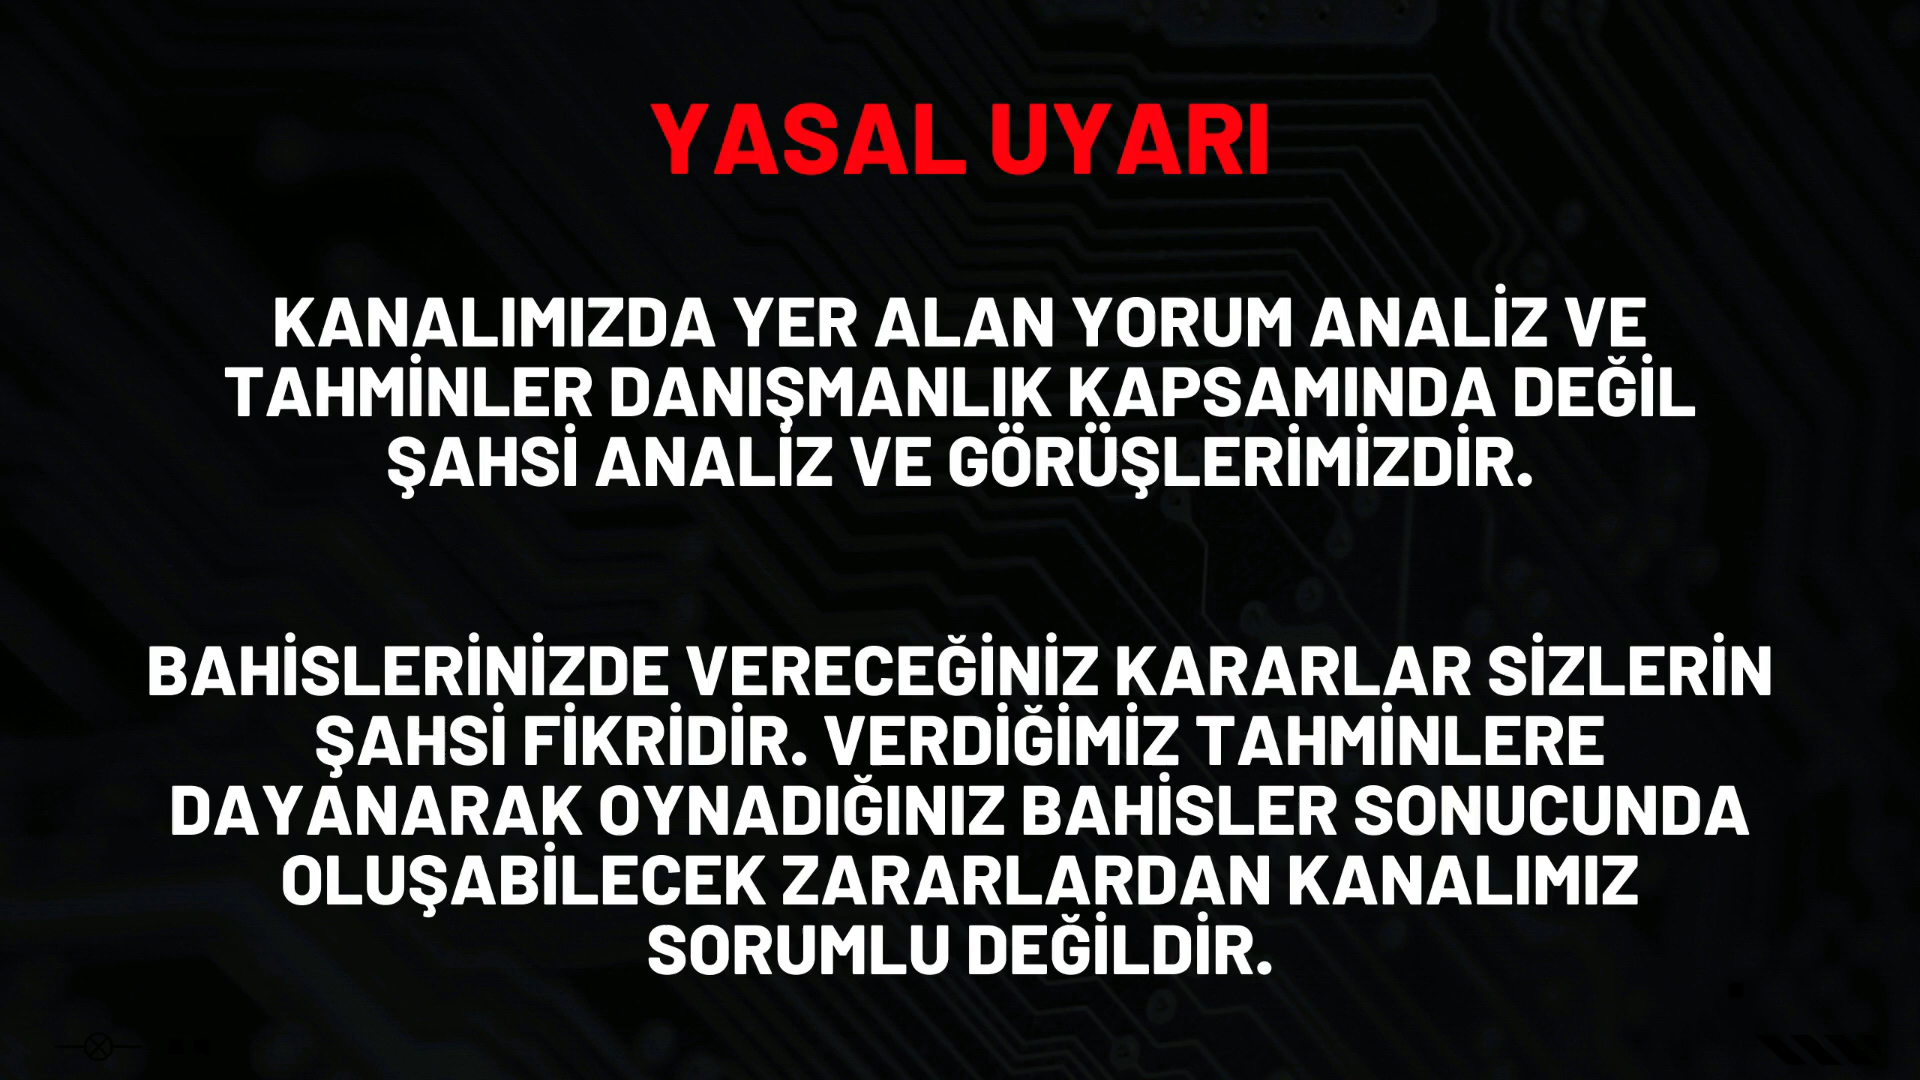 YASAL UYARI
KANALIMIZDA YER ALAN YORUM ANALİZ VE
TAHMİNLER DANIŞMANLIK KAPSAMINDA DEĞİL
ŞAHSİ ANALİZ VE GÖRÜŞLERİMİZDİR.
BAHİSLERİNİZDE VERECEĞİNİZ KARARLAR SİZLERİN
ŞAHSİ FİKRİDİR. VERDİĞİMİZ TAHMİNLERE
DAYANARAK OYNADIĞINIZ BAHİSLER SONUCUNDA
OLUŞABİLECEK ZARARLARDAN KANALIMIZ
SORUMLU DEĞİLDİR.